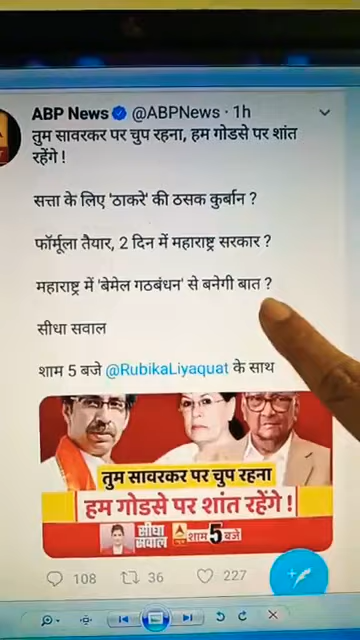 ABP News @ABPNews · 1h
तुम सावरकर पर चुप रहना, हम गोडसे पर शांत
रहेंगे !
सत्ता के लिए 'ठाकरे' की ठसक कुर्बान ?
फॉर्मूला तैयार, 2 दिन में महाराष्ट्र सरकार ?
महाराष्ट्र में 'बेमेल गठबंधन' से बनेगी बात ?
सीधा सवाल
शाम 5 बजे @RubikaLiyaquat के साथ
तुम सावरकर पर चुप रहना
हम गोडसे पर शांत रहेंगे !
सीधा
सवाल
शाम 5 बजे
108 36 227